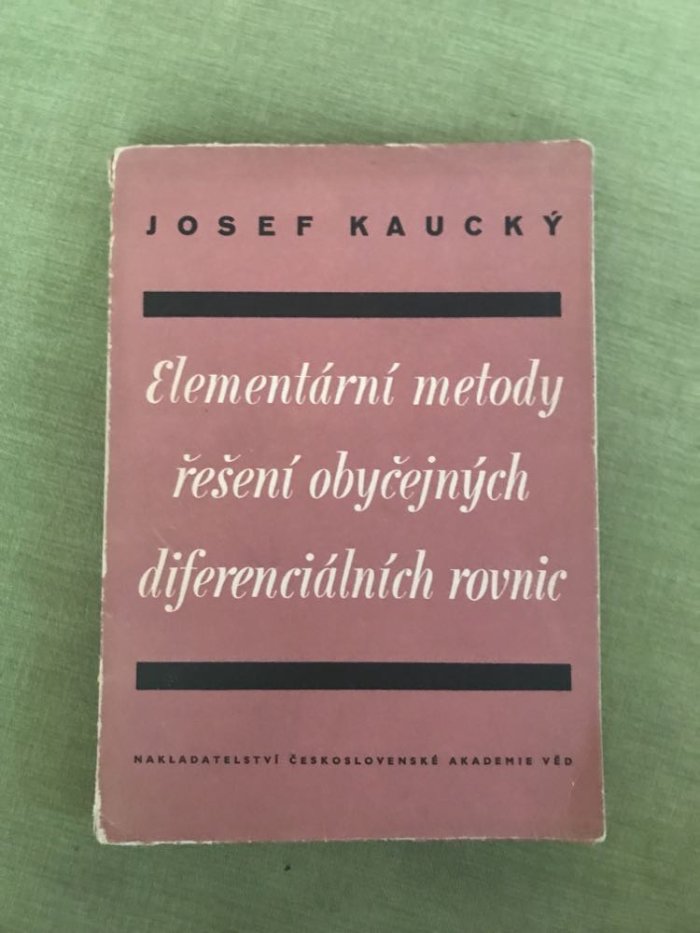 JOSEF KAUCKÝ
Elementární metody
řešení obyčejných
diferenciálních rovnic
NAKLADATELSTVÍ ČESKOSLOVENSKÉ AKADEMIE VĚD